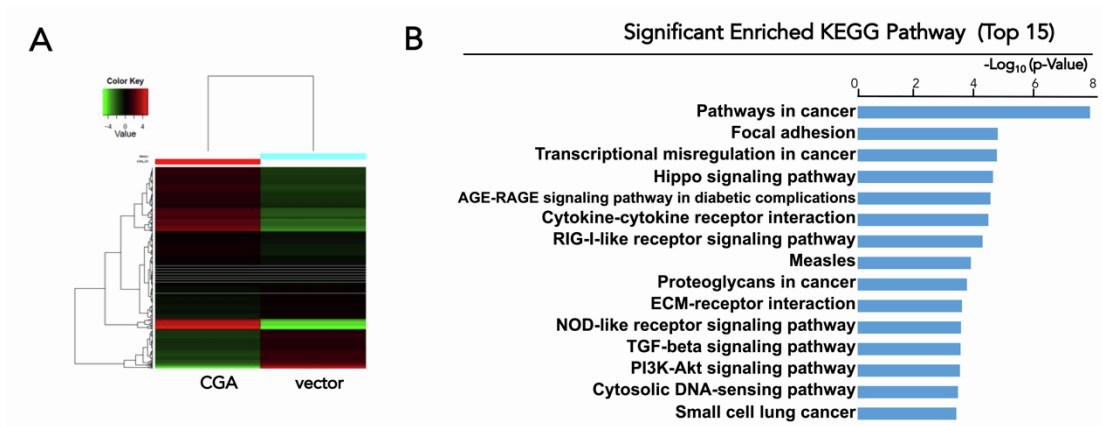 A
Color Key
-4 0 4
Value
CGA vector
B
Significant Enriched KEGG Pathway (Top 15)
-Log10 (p-Value)
0 2 4 6 8
Pathways in cancer
Focal adhesion
Transcriptional misregulation in cancer
Hippo signaling pathway
AGE-RAGE signaling pathway in diabetic complications
Cytokine-cytokine receptor interaction
RIG-I-like receptor signaling pathway
Measles
Proteoglycans in cancer
ECM-receptor interaction
NOD-like receptor signaling pathway
TGF-beta signaling pathway
PI3K-Akt signaling pathway
Cytosolic DNA-sensing pathway
Small cell lung cancer